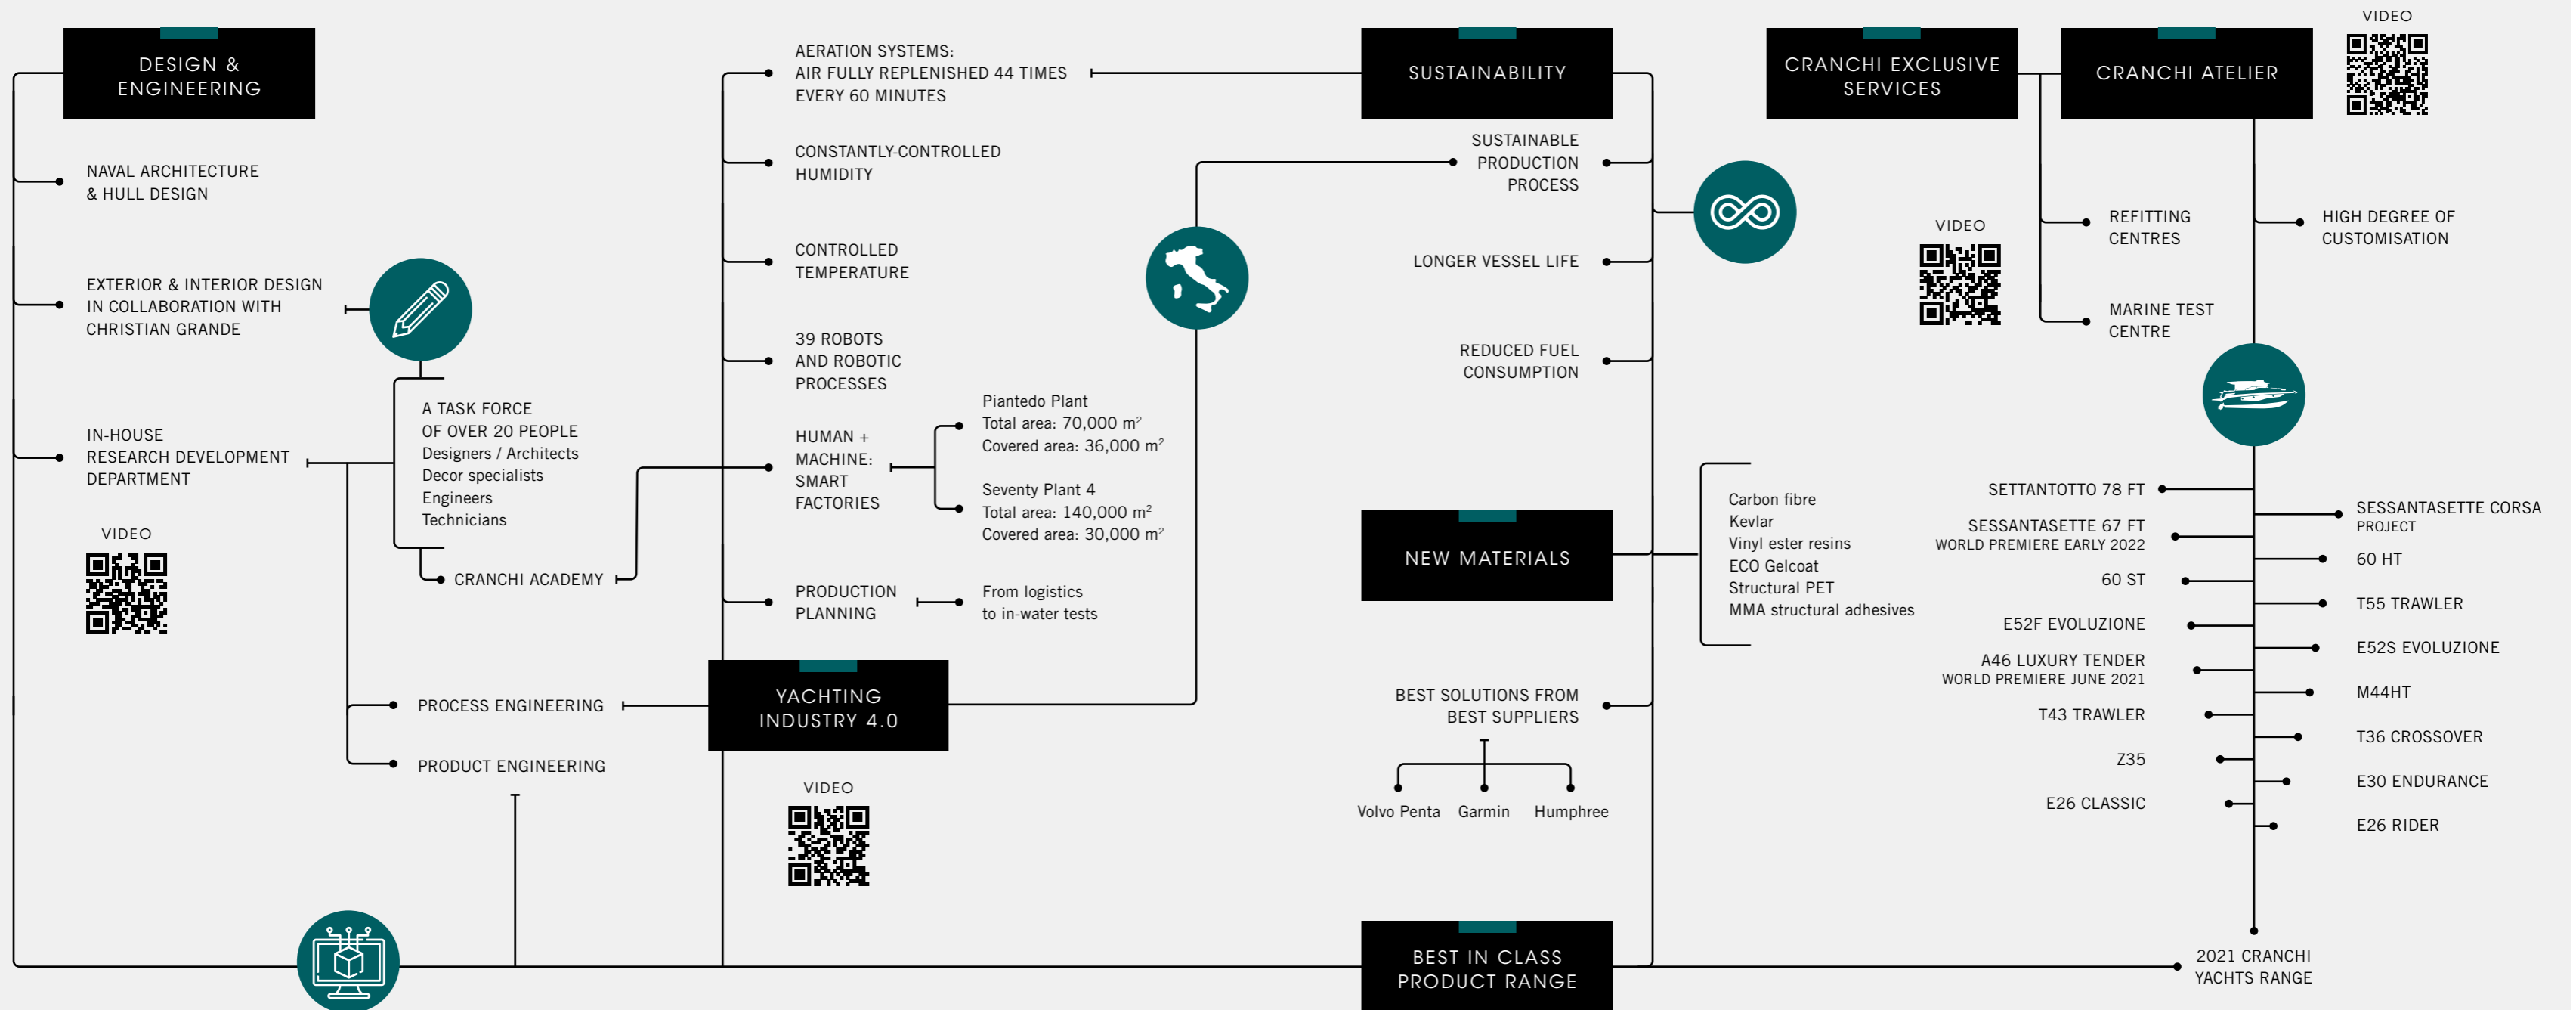 DESIGN &
ENGINEERING
NAVAL ARCHITECTURE
& HULL DESIGN
EXTERIOR & INTERIOR DESIGN
IN COLLABORATION WITH
CHRISTIAN GRANDE
IN-HOUSE
RESEARCH DEVELOPMENT
DEPARTMENT
VIDEO
A TASK FORCE
OF OVER 20 PEOPLE
Designers / Architects
Decor specialists
Engineers
Technicians
CRANCHI ACADEMY
PROCESS ENGINEERING
PRODUCT ENGINEERING
AERATION SYSTEMS:
AIR FULLY REPLENISHED 44 TIMES
EVERY 60 MINUTES
CONSTANTLY-CONTROLLED
HUMIDITY
CONTROLLED
TEMPERATURE
39 ROBOTS
AND ROBOTIC
PROCESSES
HUMAN +
MACHINE:
SMART
FACTORIES
Piantedo Plant
Total area: 70,000 m²
Covered area: 36,000 m²
Seventy Plant 4
Total area: 140,000 m²
Covered area: 30,000 m²
PRODUCTION
PLANNING
From logistics
to in-water tests
YACHTING
INDUSTRY 4.0
VIDEO
SUSTAINABILITY
SUSTAINABLE
PRODUCTION
PROCESS
LONGER VESSEL LIFE
REDUCED FUEL
CONSUMPTION
NEW MATERIALS
Carbon fibre
Kevlar
Vinyl ester resins
ECO Gelcoat
Structural PET
MMA structural adhesives
BEST SOLUTIONS FROM
BEST SUPPLIERS
Volvo Penta
Garmin
Humphree
BEST IN CLASS
PRODUCT RANGE
CRANCHI EXCLUSIVE
SERVICES
VIDEO
REFITTING
CENTRES
MARINE TEST
CENTRE
CRANCHI ATELIER
VIDEO
HIGH DEGREE OF
CUSTOMISATION
SETTANTOTTO 78 FT
SESSANTASETTE CORSA
PROJECT
SESSANTASETTE 67 FT
WORLD PREMIERE EARLY 2022
60 HT
60 ST
T55 TRAWLER
E52F EVOLUZIONE
E52S EVOLUZIONE
A46 LUXURY TENDER
WORLD PREMIERE JUNE 2021
M44HT
T43 TRAWLER
T36 CROSSOVER
Z35
E30 ENDURANCE
E26 CLASSIC
E26 RIDER
2021 CRANCHI
YACHTS RANGE